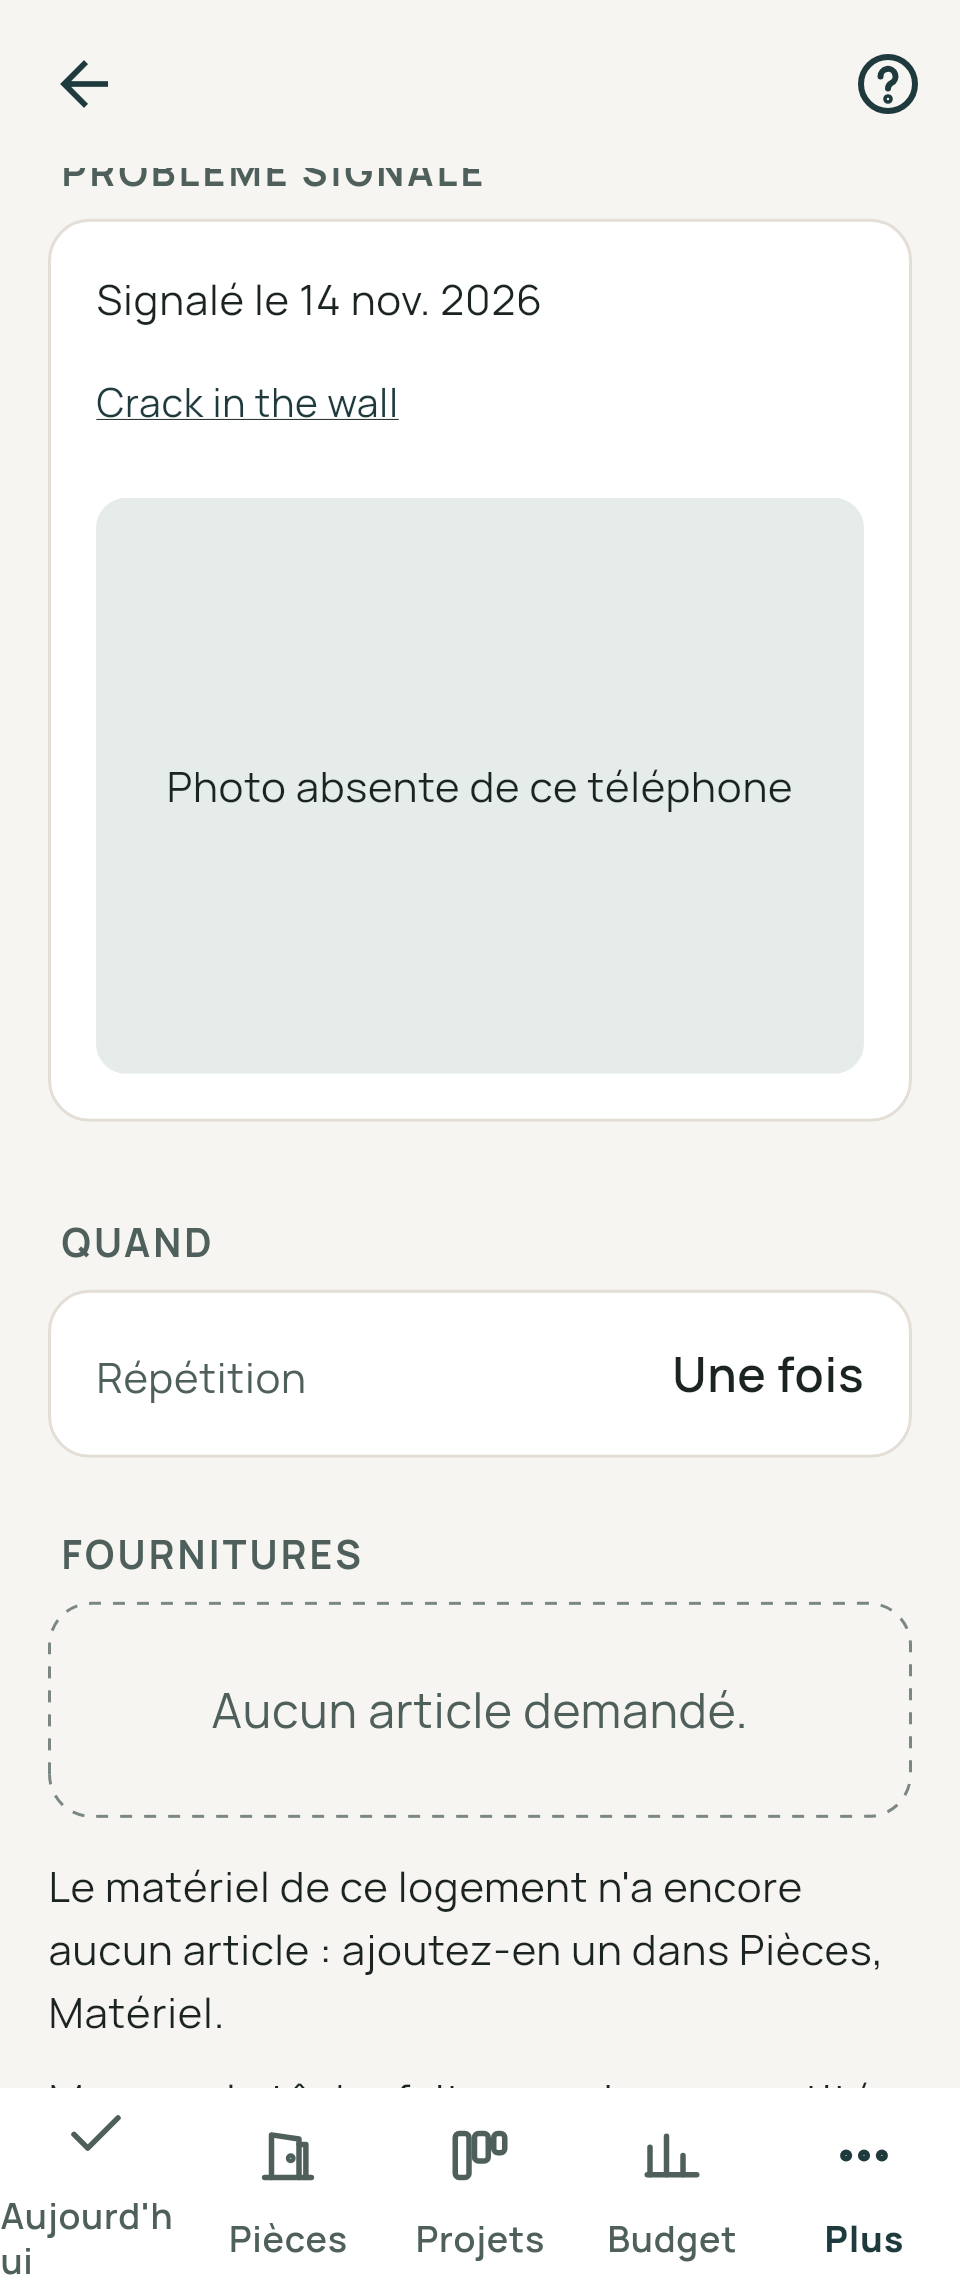 PROBLÈME SIGNALÉ
Signalé le 14 nov. 2026
Crack in the wall
Photo absente de ce téléphone
QUAND
Répétition
Une fois
FOURNITURES
Aucun article demandé.
Le matériel de ce logement n'a encore
aucun article : ajoutez-en un dans Pièces,
Matériel.
Aujourd'h
ui
Pièces
Projets
Budget
Plus